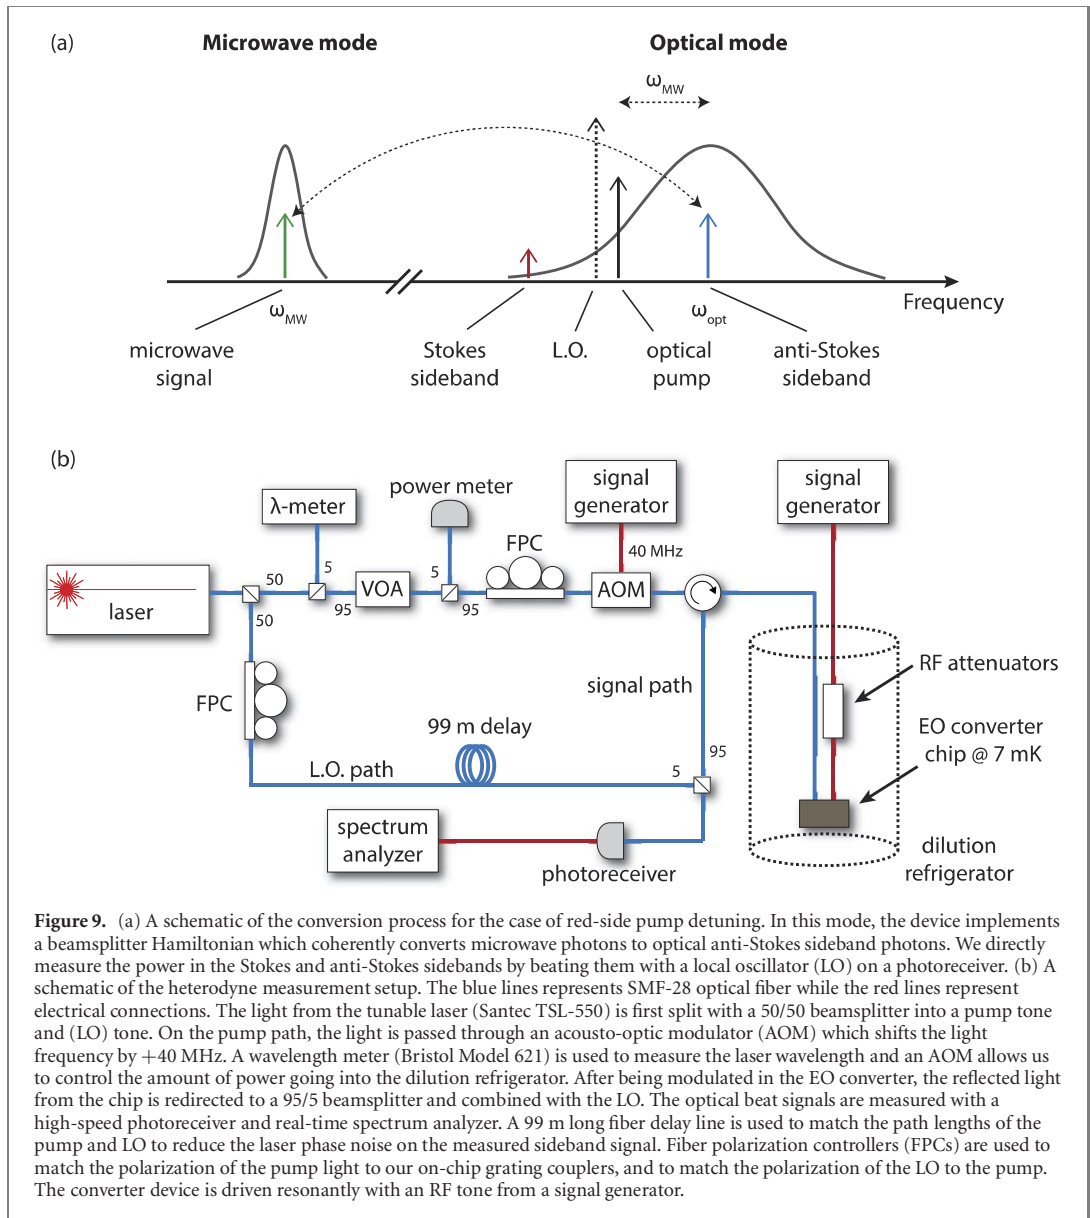 (a)
Microwave mode
Optical mode
ωMW
ωMW
ωopt
Frequency
microwave
signal
Stokes
sideband
L.O.
optical
pump
anti-Stokes
sideband
(b)
λ-meter
power meter
signal
generator
signal
generator
FPC
40 MHz
laser
50
50
5
95
VOA
5
95
AOM
FPC
signal path
99 m delay
L.O. path
95
5
RF attenuators
EO converter
chip @ 7 mK
spectrum
analyzer
photoreceiver
dilution
refrigerator
Figure 9. (a) A schematic of the conversion process for the case of red-side pump detuning. In this mode, the device implements
a beamsplitter Hamiltonian which coherently converts microwave photons to optical anti-Stokes sideband photons. We directly
measure the power in the Stokes and anti-Stokes sidebands by beating them with a local oscillator (LO) on a photoreceiver. (b) A
schematic of the heterodyne measurement setup. The blue lines represents SMF-28 optical fiber while the red lines represent
electrical connections. The light from the tunable laser (Santec TSL-550) is first split with a 50/50 beamsplitter into a pump tone
and (LO) tone. On the pump path, the light is passed through an acousto-optic modulator (AOM) which shifts the light
frequency by +40 MHz. A wavelength meter (Bristol Model 621) is used to measure the laser wavelength and an AOM allows us
to control the amount of power going into the dilution refrigerator. After being modulated in the EO converter, the reflected light
from the chip is redirected to a 95/5 beamsplitter and combined with the LO. The optical beat signals are measured with a
high-speed photoreceiver and real-time spectrum analyzer. A 99 m long fiber delay line is used to match the path lengths of the
pump and LO to reduce the laser phase noise on the measured sideband signal. Fiber polarization controllers (FPCs) are used to
match the polarization of the pump light to our on-chip grating couplers, and to match the polarization of the LO to the pump.
The converter device is driven resonantly with an RF tone from a signal generator.